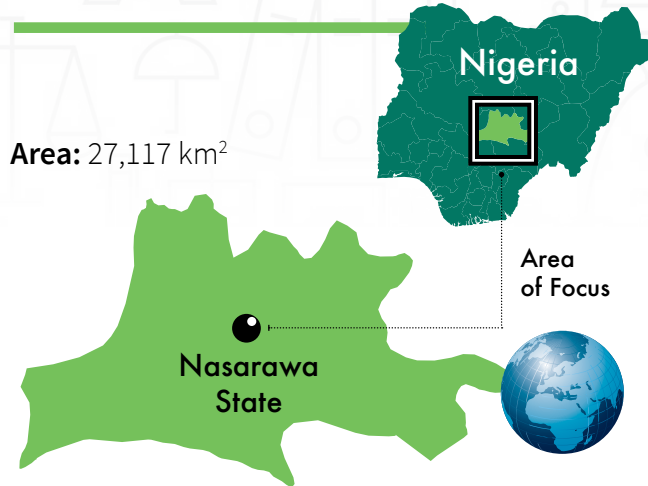 Nigeria
Area: 27,117 km²
Area
of Focus
Nasarawa
State